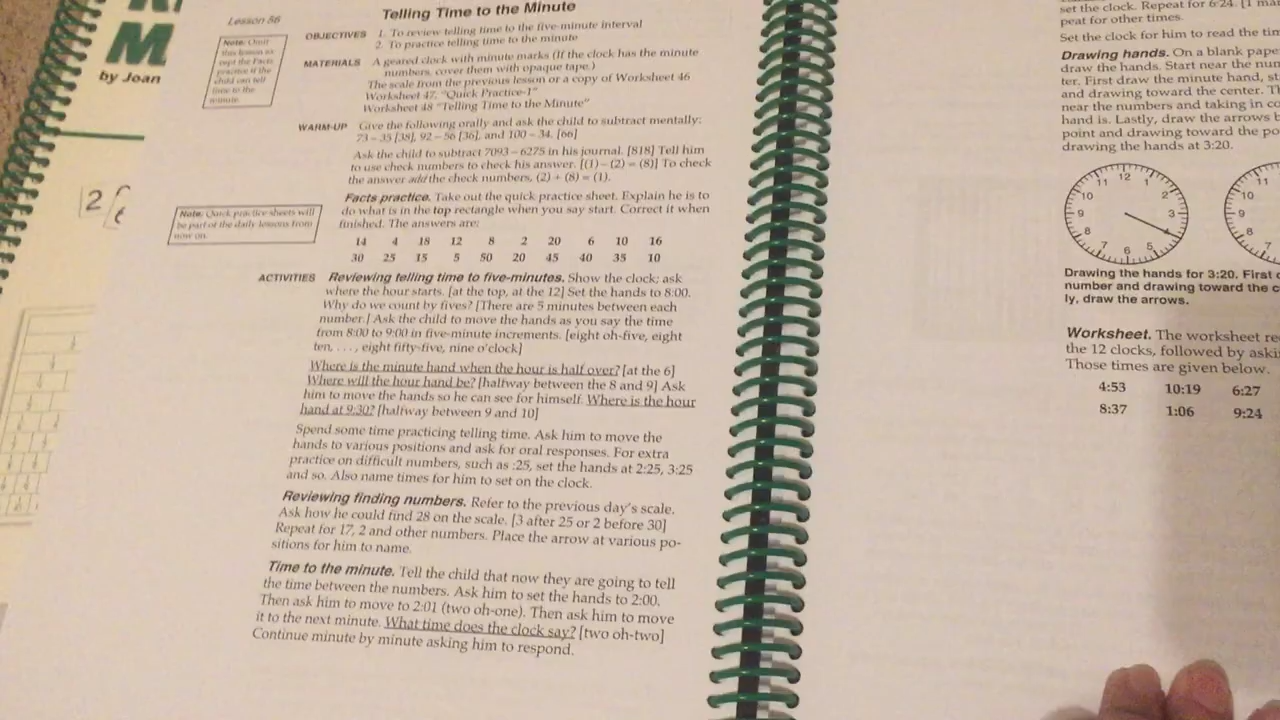 M
by Joan
2
Lesson 86
Telling Time to the Minute
Note: Omit
this lesson ex
cept the Facts
practice if the
child can tell
time to the
minute.
OBJECTIVES 1. To review telling time to the five-minute interval
2. To practice telling time to the minute
MATERIALS A geared clock with minute marks (If the clock has the minute
numbers, cover them with opaque tape.)
The scale from the previous lesson or a copy of Worksheet 46
Worksheet 47, "Quick Practice-1"
Worksheet 48 "Telling Time to the Minute"
WARM-UP Give the following orally and ask the child to subtract mentally:
73 – 35 [38], 92 – 56 [36], and 100 – 34. [66]
Ask the child to subtract 7093 – 6275 in his journal. [818] Tell him
to use check numbers to check his answer. [(1) – (2) = (8)] To check
the answer add the check numbers, (2) + (8) = (1).
Note: Quick practice sheets will
be part of the daily lessons from
now on.
Facts practice. Take out the quick practice sheet. Explain he is to
do what is in the top rectangle when you say start. Correct it when
finished. The answers are:
14 4 18 12 8 2 20 6 10 16
30 25 15 5 50 20 45 40 35 10
ACTIVITIES Reviewing telling time to five-minutes. Show the clock; ask
where the hour starts. [at the top, at the 12] Set the hands to 8:00.
Why do we count by fives? [There are 5 minutes between each
number.] Ask the child to move the hands as you say the time
from 8:00 to 9:00 in five-minute increments. [eight oh-five, eight
ten, . . . , eight fifty-five, nine o'clock]
Where is the minute hand when the hour is half over? [at the 6]
Where will the hour hand be? [halfway between the 8 and 9] Ask
him to move the hands so he can see for himself. Where is the hour
hand at 9:30? [halfway between 9 and 10]
Spend some time practicing telling time. Ask him to move the
hands to various positions and ask for oral responses. For extra
practice on difficult numbers, such as :25, set the hands at 2:25, 3:25
and so. Also name times for him to set on the clock.
Reviewing finding numbers. Refer to the previous day's scale.
Ask how he could find 28 on the scale. [3 after 25 or 2 before 30]
Repeat for 17, 2 and other numbers. Place the arrow at various po-
sitions for him to name.
Time to the minute. Tell the child that now they are going to tell
the time between the numbers. Ask him to set the hands to 2:00.
Then ask him to move to 2:01 (two oh-one). Then ask him to move
it to the next minute. What time does the clock say? [two oh-two]
Continue minute by minute asking him to respond.
set the clock. Repeat for 6:24. [1
peat for other times.
Set the clock for him to read the
Drawing hands. On a blank
draw the hands. Start near the
ter. First draw the minute hand,
and drawing toward the center.
near the numbers and taking in
hand is. Lastly, draw the arrows
point and drawing toward the
drawing the hands at 3:20.
11 12 1
10 2
9 3
8 4
7 6 5
11
10
9
8
7
Drawing the hands for 3:20. First
number and drawing toward the
ly, draw the arrows.
Worksheet. The worksheet
the 12 clocks, followed by
Those times are given below.
4:53 10:19 6:27
8:37 1:06 9:24